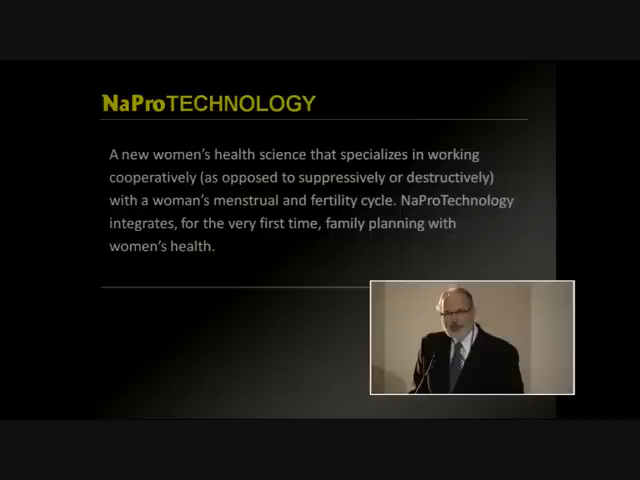 NaProTECHNOLOGY
A new women's health science that specializes in working
cooperatively (as opposed to suppressively or destructively)
with a woman's menstrual and fertility cycle. NaProTechnology
integrates, for the very first time, family planning with
women's health.